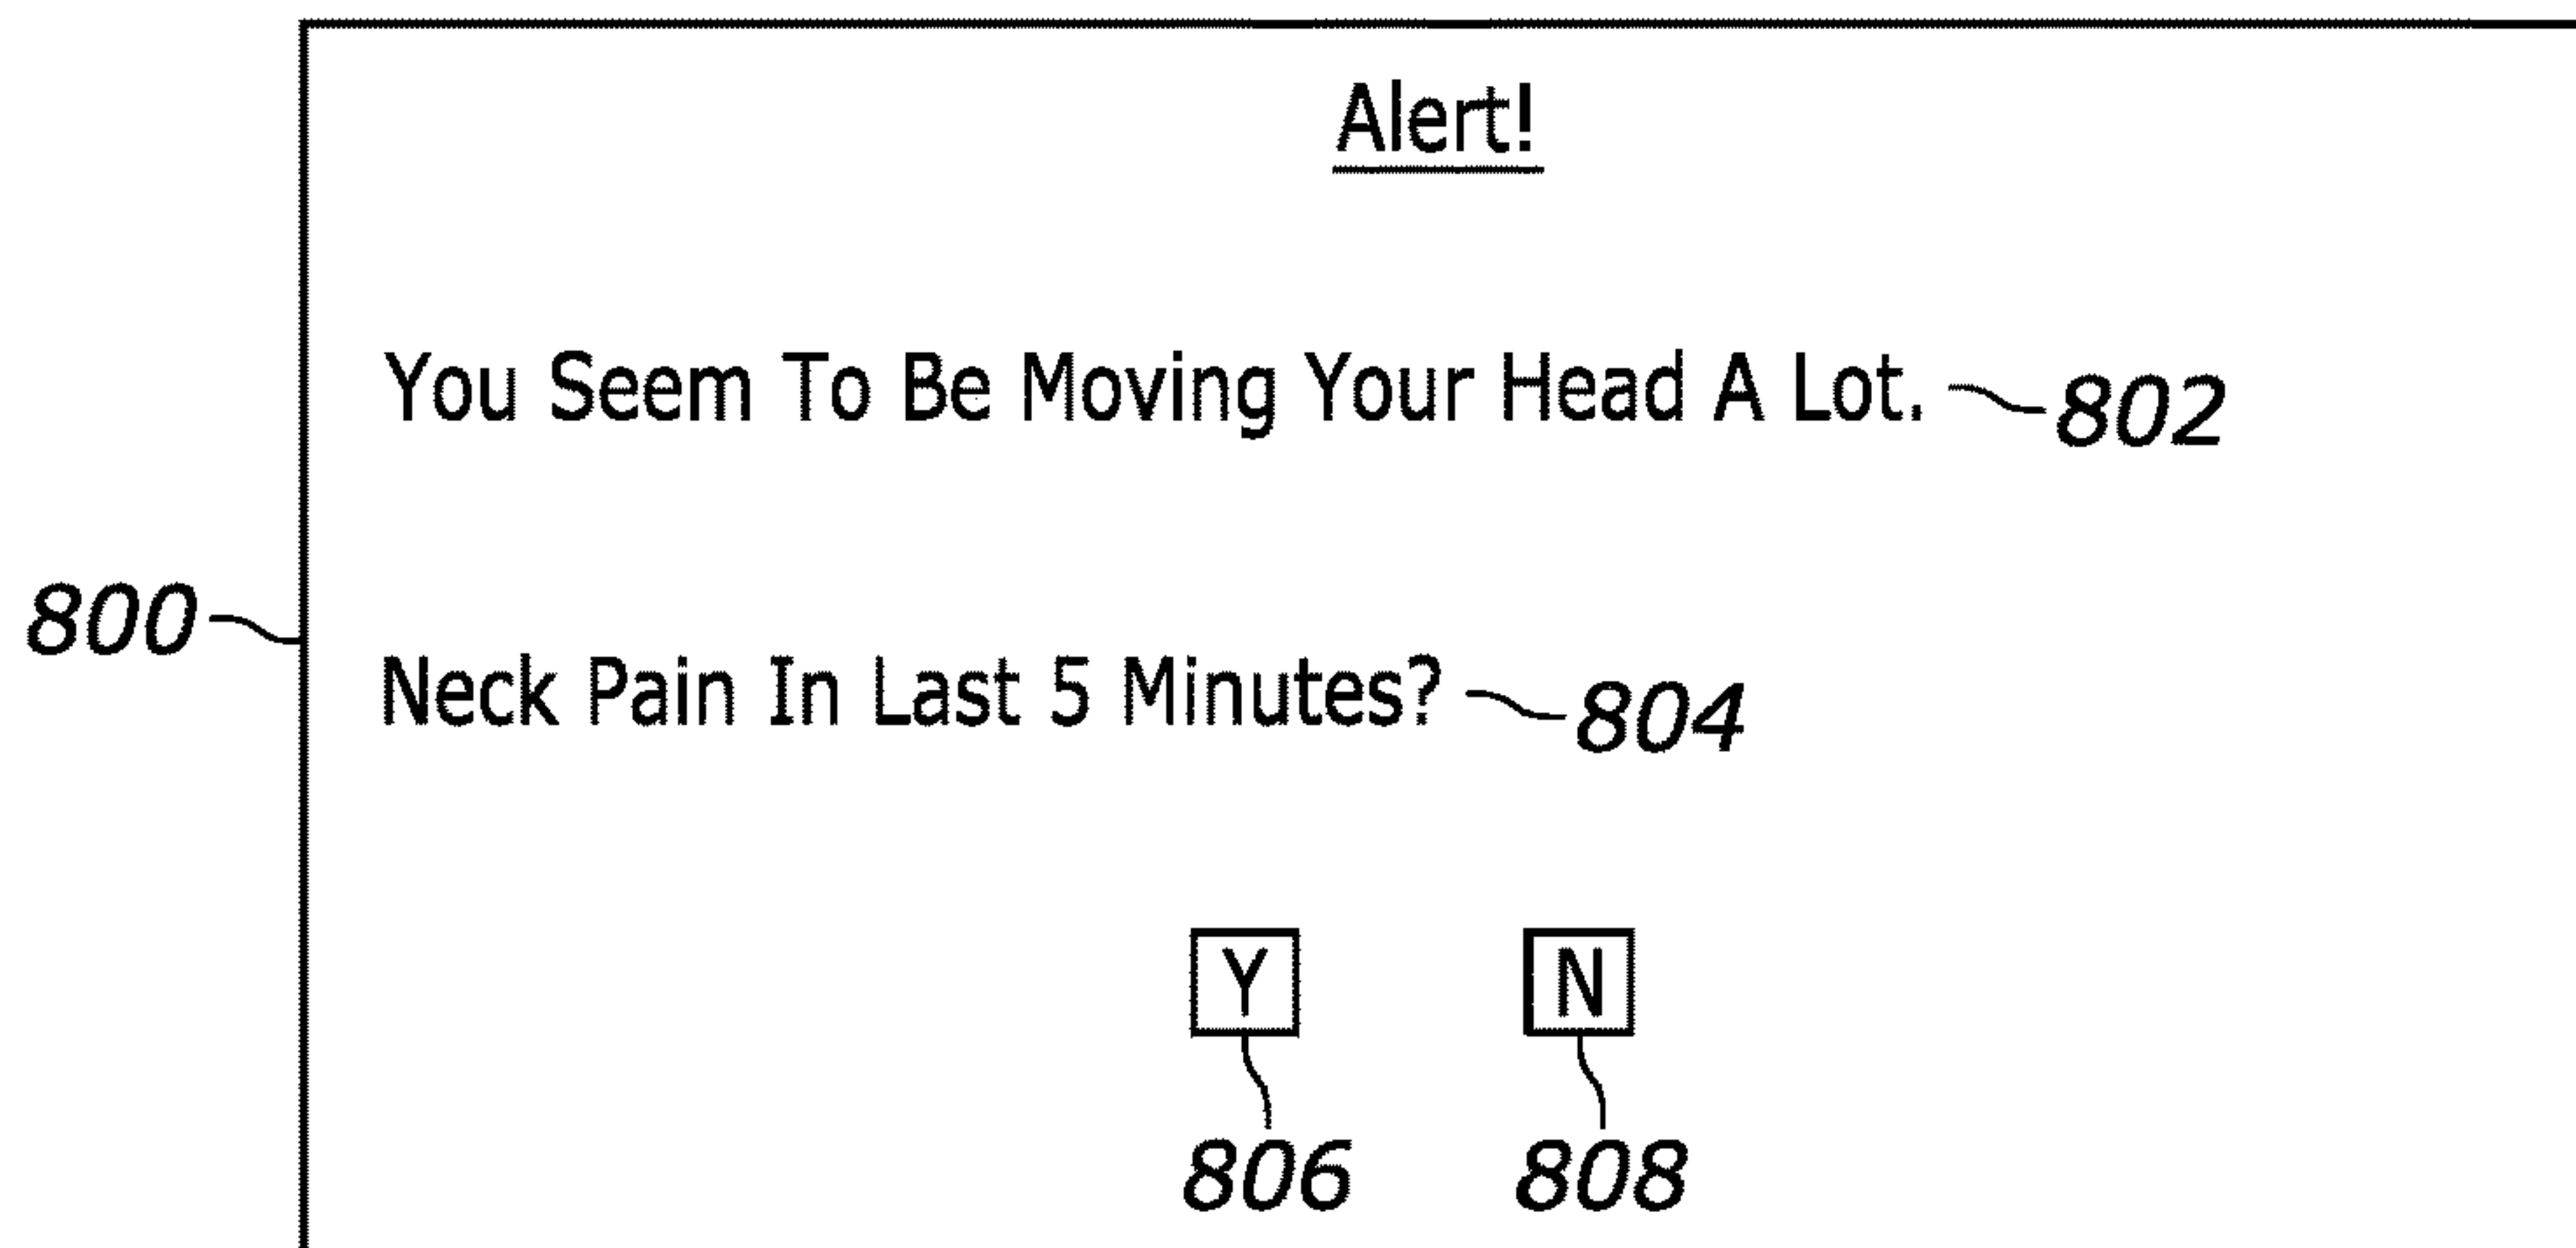 Alert!
You Seem To Be Moving Your Head A Lot. 802
800
Neck Pain In Last 5 Minutes? 804
Y N
806 808